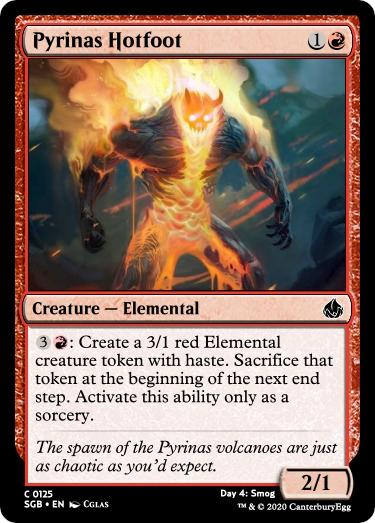 Pyrinas Hotfoot 1
Creature — Elemental
3 : Create a 3/1 red Elemental
creature token with haste. Sacrifice that
token at the beginning of the next end
step. Activate this ability only as a
sorcery.
The spawn of the Pyrinas volcanoes are just
as chaotic as you’d expect.
2/1
C 0125
SGB • EN CGLAS
Day 4: Smog
™ & © 2020 CanterburyEgg